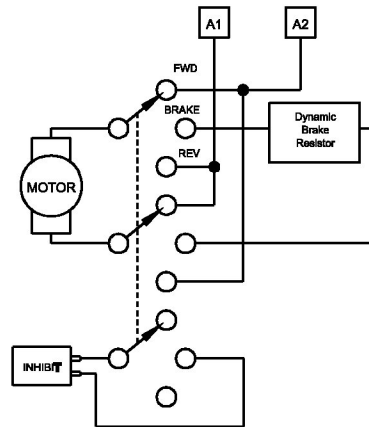 A1
A2
FWD
BRAKE
Dynamic
Brake
Resistor
REV
MOTOR
INHIBIT